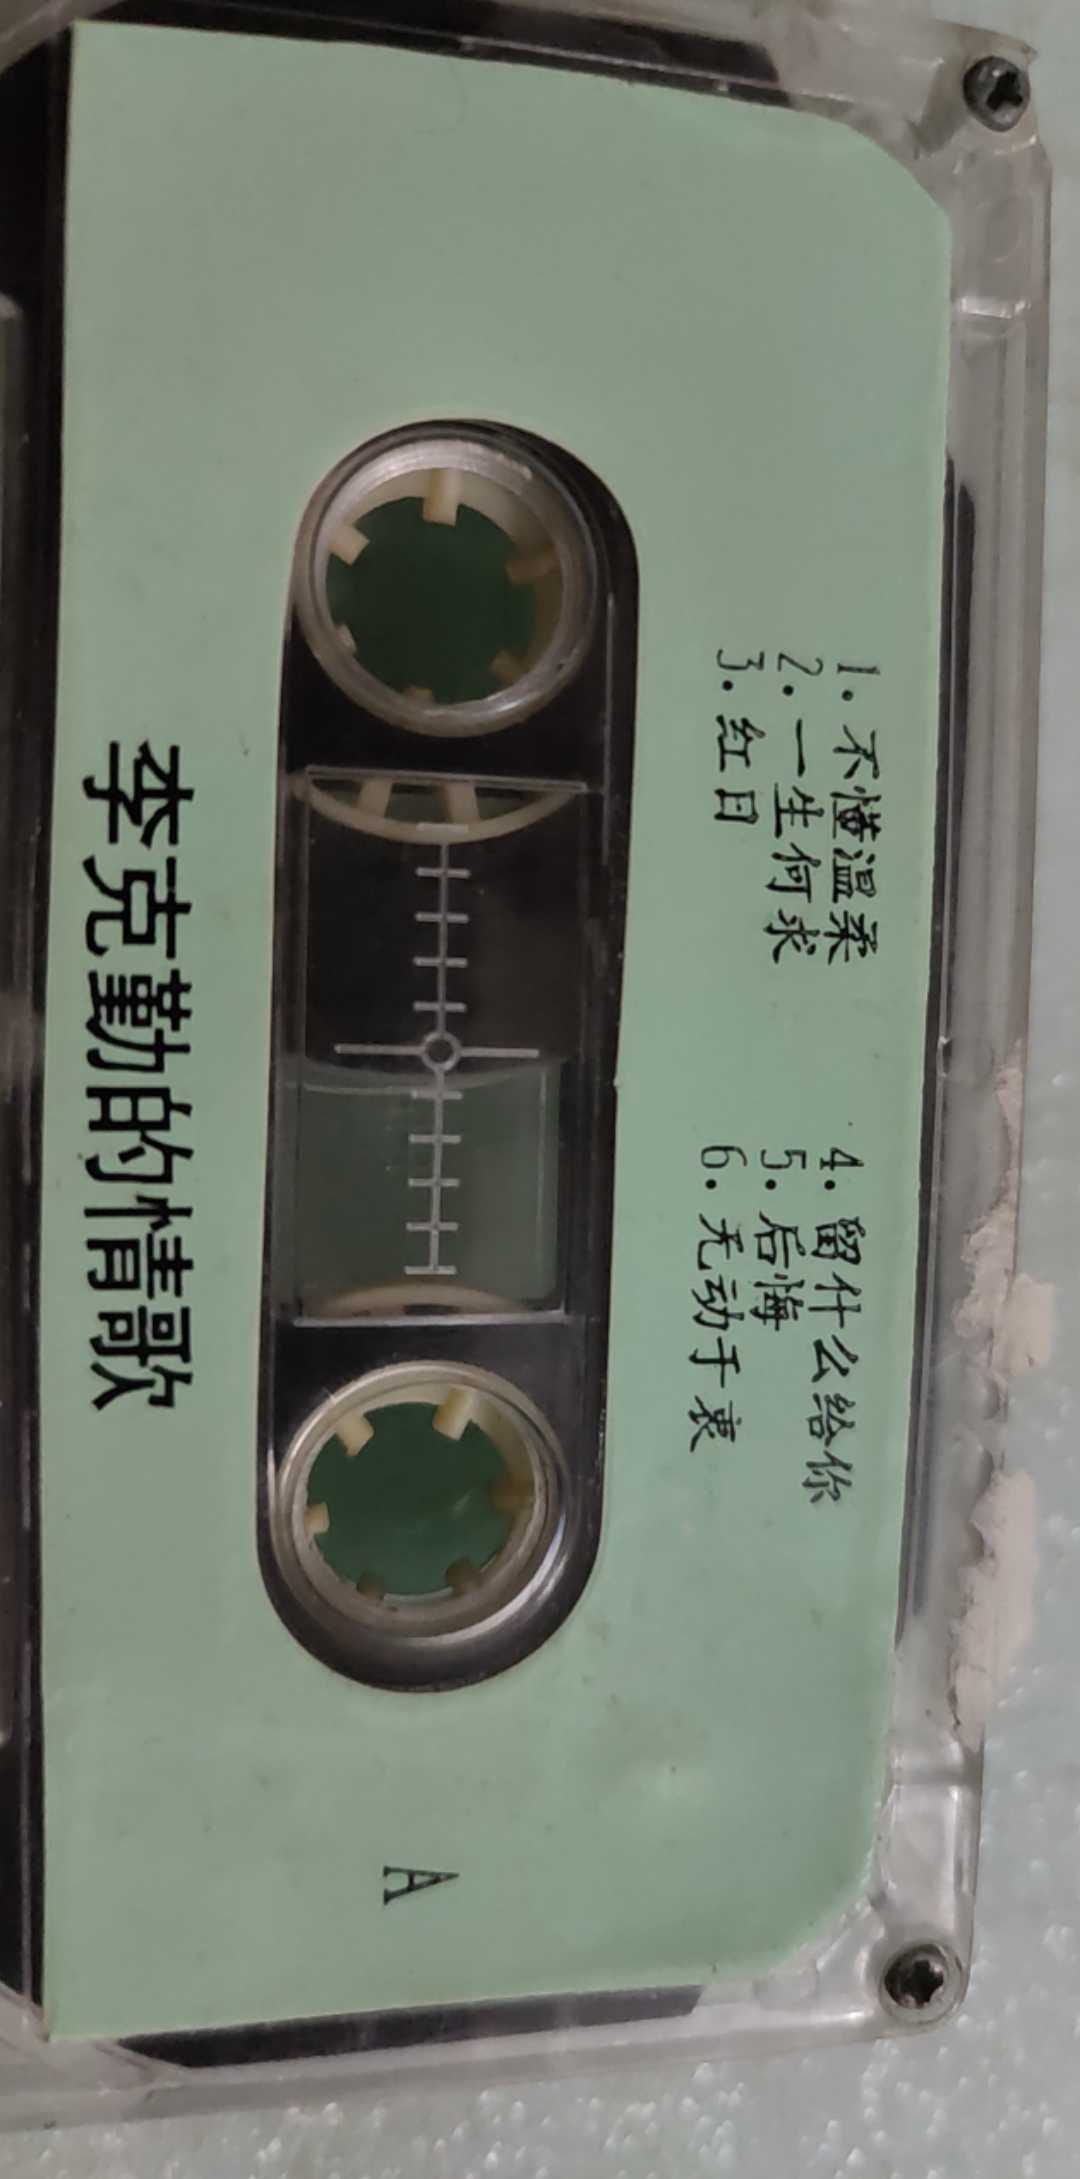 1.不懂温柔
2.一生何求
3.红日
4.留什么给你
5.后悔
6.无动于衷
李克勤的情歌
A